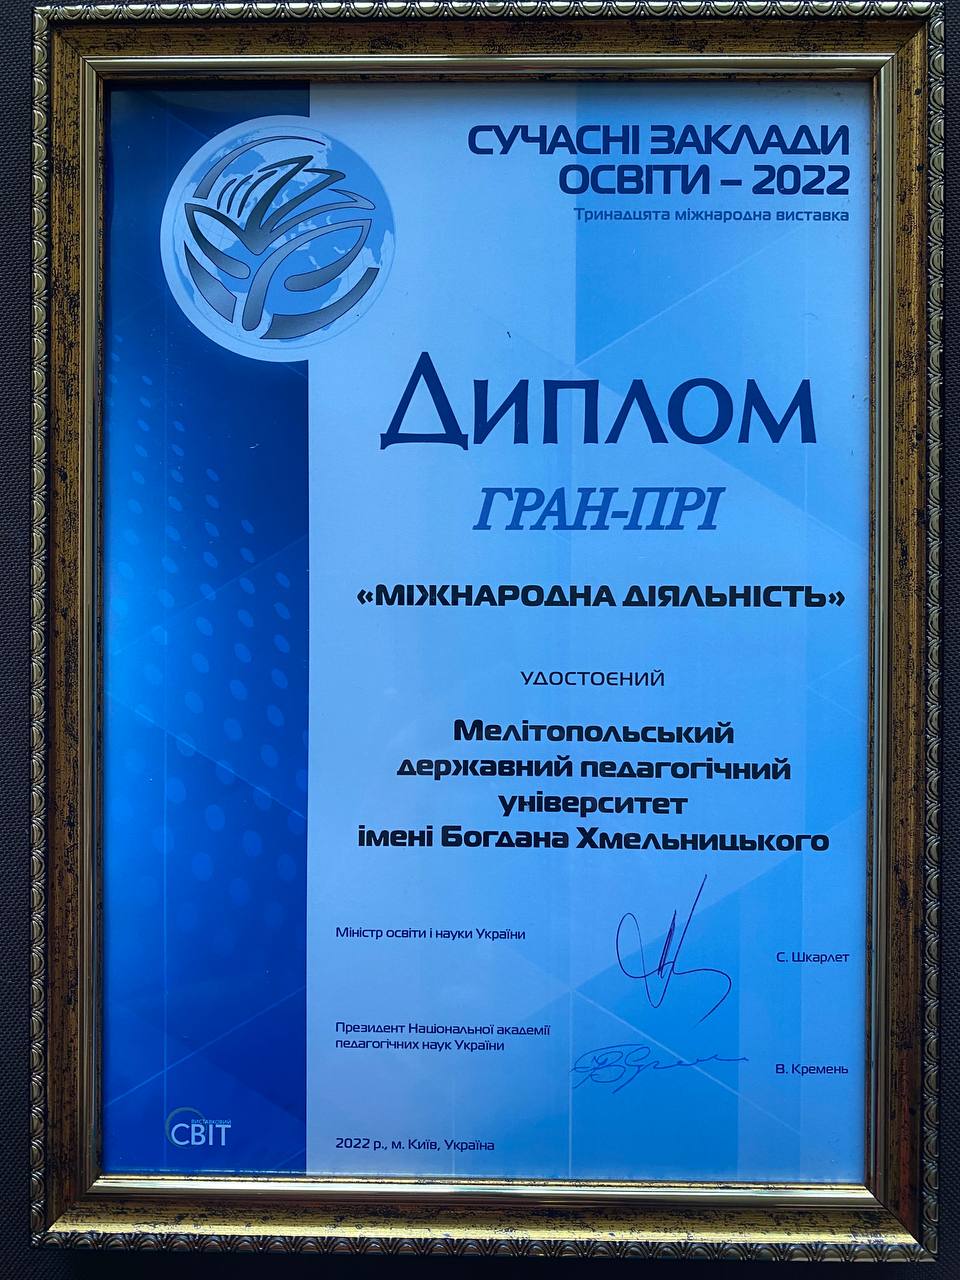 СУЧАСНІ ЗАКЛАДИ
ОСВІТИ – 2022
Тринадцята міжнародна виставка
Диплом
ГРАН-ПРІ
«МІЖНАРОДНА ДІЯЛЬНІСТЬ»
УДОСТОЄНИЙ
Мелітопольський
державний педагогічний
університет
імені Богдана Хмельницького
Міністр освіти і науки України
С. Шкарлет
Президент Національної академії
педагогічних наук України
В. Кремень
ВИСТАВКОВИЙ
СВІТ
2022 р., м. Київ, Україна